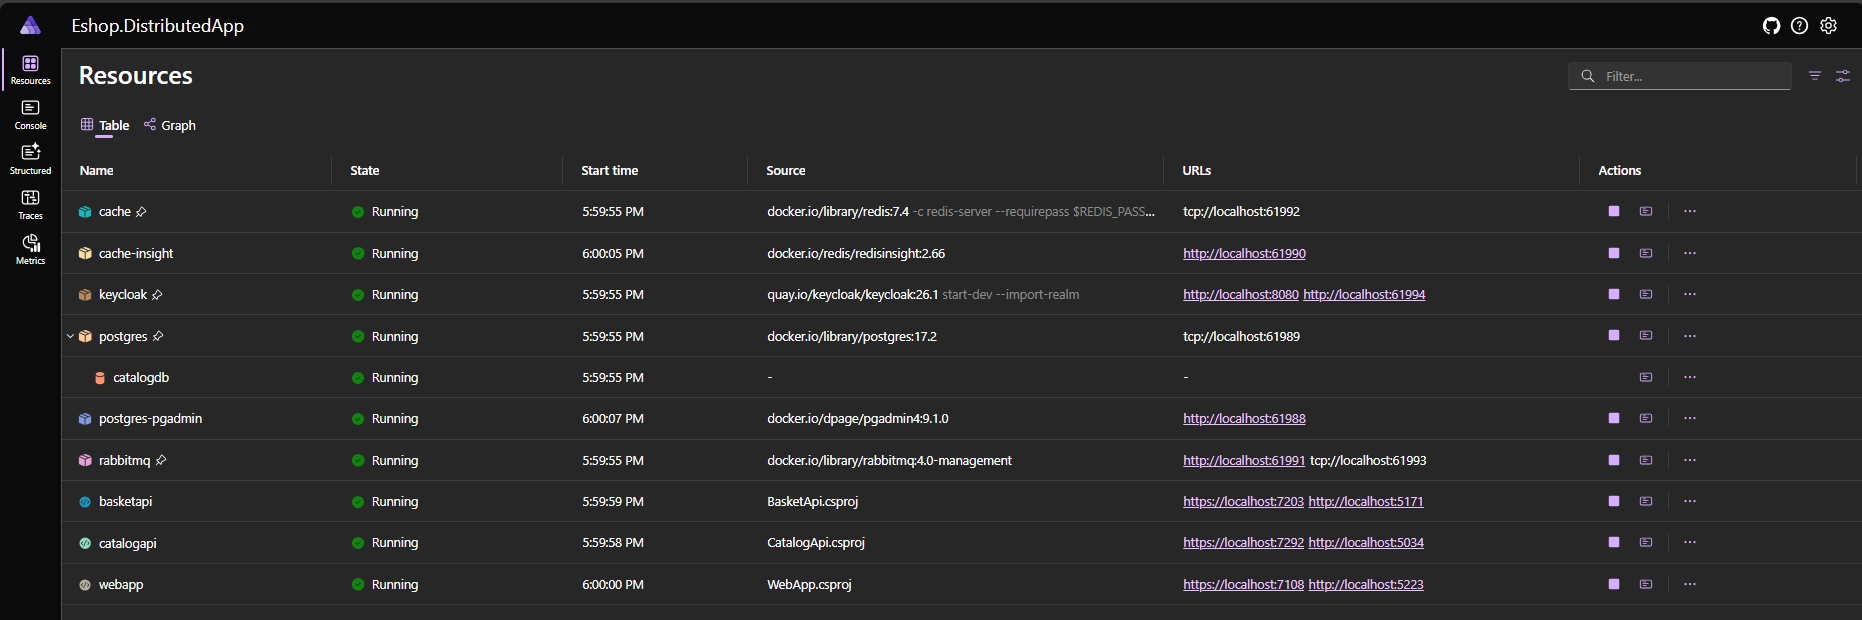 Eshop.DistributedApp
Resources
Console
Structured
Traces
Metrics
Resources
Filter...
Table Graph
Name State Start time Source URLs Actions
cache Running 5:59:55 PM docker.io/library/redis:7.4 -c redis-server --requirepass $REDIS_PASS... tcp://localhost:61992
cache-insight Running 6:00:05 PM docker.io/redis/redisinsight:2.66 http://localhost:61990
keycloak Running 5:59:55 PM quay.io/keycloak/keycloak:26.1 start-dev --import-realm http://localhost:8080 http://localhost:61994
postgres Running 5:59:55 PM docker.io/library/postgres:17.2 tcp://localhost:61989
catalogdb Running 5:59:55 PM - -
postgres-pgadmin Running 6:00:07 PM docker.io/dpage/pgadmin4:9.1.0 http://localhost:61988
rabbitmq Running 5:59:55 PM docker.io/library/rabbitmq:4.0-management http://localhost:61991 tcp://localhost:61993
basketapi Running 5:59:59 PM BasketApi.csproj https://localhost:7203 http://localhost:5171
catalogapi Running 5:59:58 PM CatalogApi.csproj https://localhost:7292 http://localhost:5034
webapp Running 6:00:00 PM WebApp.csproj https://localhost:7108 http://localhost:5223